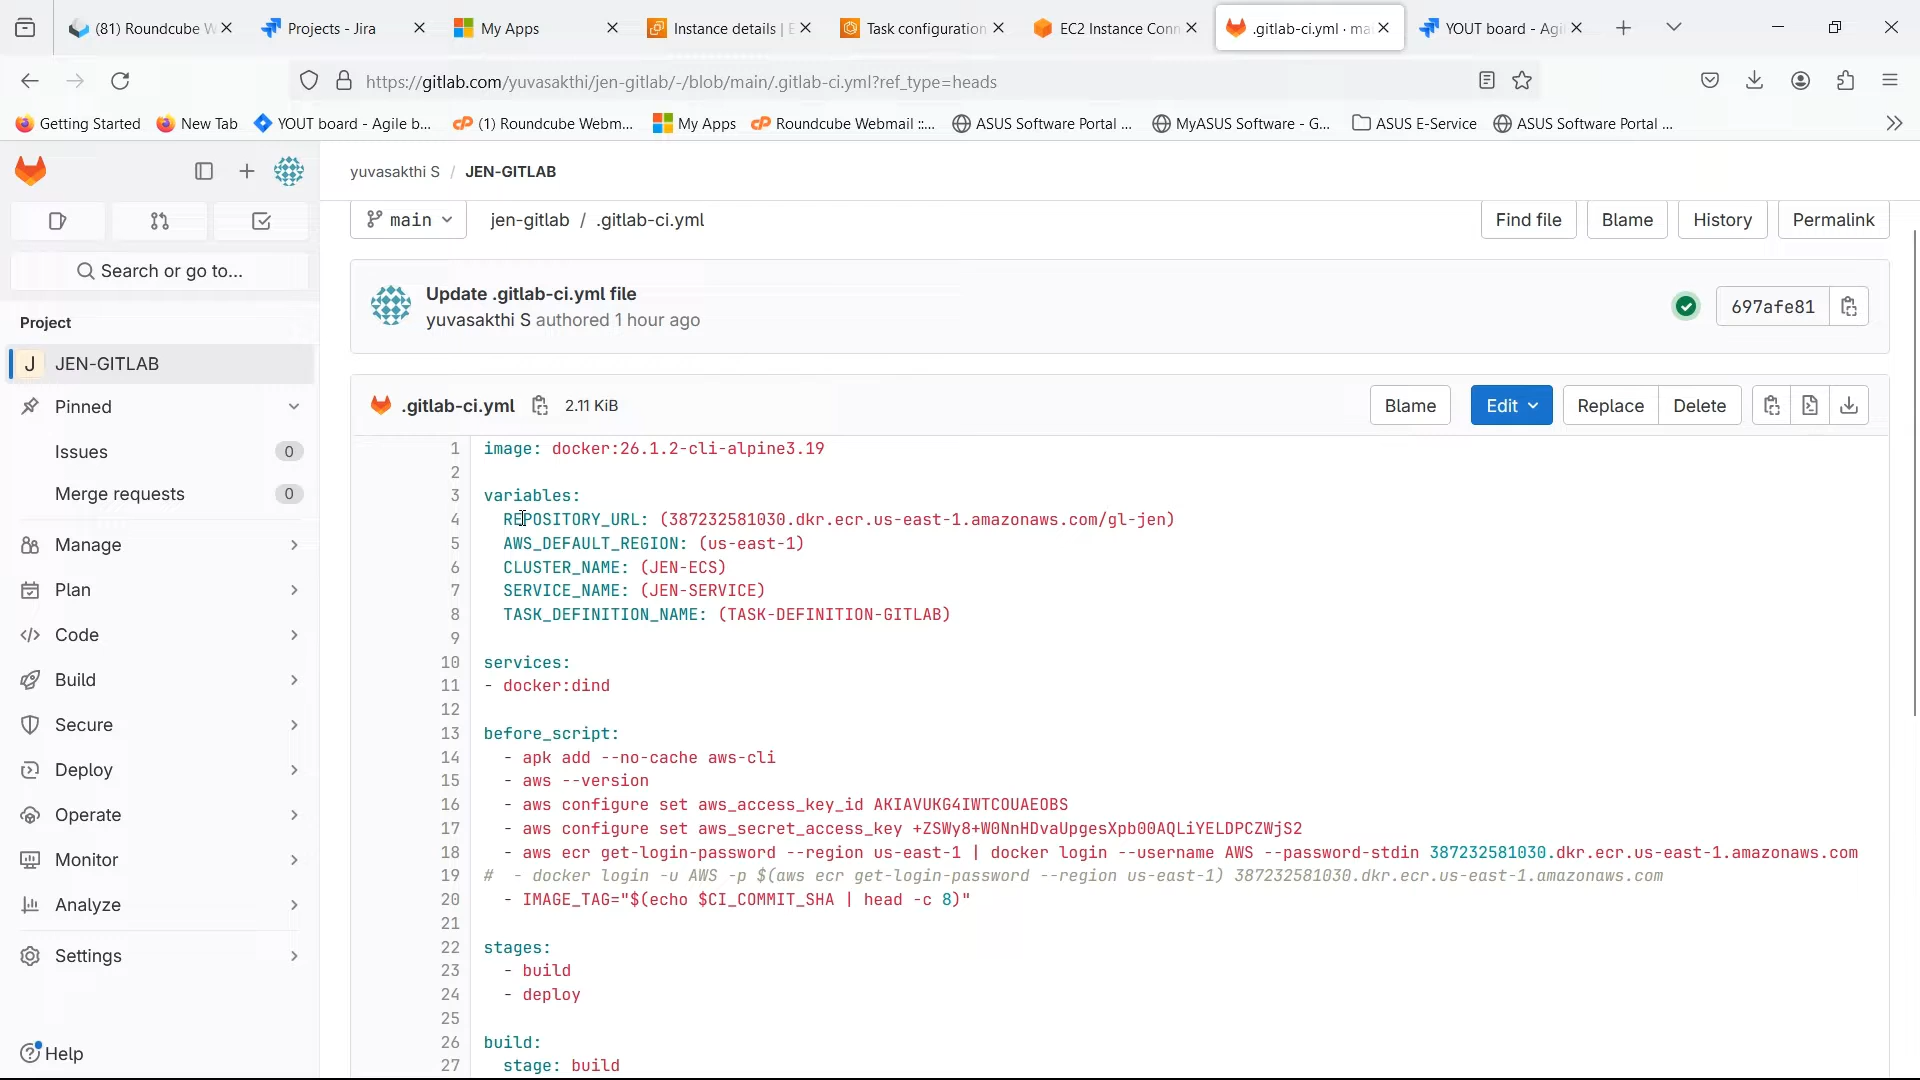 (81) Roundcube W
Projects - Jira
My Apps
Instance details | E
Task configuration
EC2 Instance Conn
.gitlab-ci.yml · ma
YOUT board - Agi
https://gitlab.com/yuvasakthi/jen-gitlab/-/blob/main/.gitlab-ci.yml?ref_type=heads
Getting Started
New Tab
YOUT board - Agile b...
(1) Roundcube Webm...
My Apps
Roundcube Webmail ::...
ASUS Software Portal ...
MyASUS Software - G...
ASUS E-Service
ASUS Software Portal ...
yuvasakthi S / JEN-GITLAB
Search or go to...
Project
J JEN-GITLAB
Pinned
Issues 0
Merge requests 0
Manage
Plan
Code
Build
Secure
Deploy
Operate
Monitor
Analyze
Settings
Help
main
jen-gitlab / .gitlab-ci.yml
Find file
Blame
History
Permalink
Update .gitlab-ci.yml file
yuvasakthi S authored 1 hour ago
697afe81
.gitlab-ci.yml 2.11 KiB
Blame
Edit
Replace
Delete
1 image: docker:26.1.2-cli-alpine3.19
2
3 variables:
4 REPOSITORY_URL: (387232581030.dkr.ecr.us-east-1.amazonaws.com/gl-jen)
5 AWS_DEFAULT_REGION: (us-east-1)
6 CLUSTER_NAME: (JEN-ECS)
7 SERVICE_NAME: (JEN-SERVICE)
8 TASK_DEFINITION_NAME: (TASK-DEFINITION-GITLAB)
9
10 services:
11 - docker:dind
12
13 before_script:
14 - apk add --no-cache aws-cli
15 - aws --version
16 - aws configure set aws_access_key_id AKIAVUKG4IWTCOUAEOBS
17 - aws configure set aws_secret_access_key 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
18 - aws ecr get-login-password --region us-east-1 | docker login --username AWS --password-stdin 387232581030.dkr.ecr.us-east-1.amazonaws.com
19 # - docker login -u AWS -p $(aws ecr get-login-password --region us-east-1) 387232581030.dkr.ecr.us-east-1.amazonaws.com
20 - IMAGE_TAG="$(echo $CI_COMMIT_SHA | head -c 8)"
21
22 stages:
23 - build
24 - deploy
25
26 build:
27 stage: build